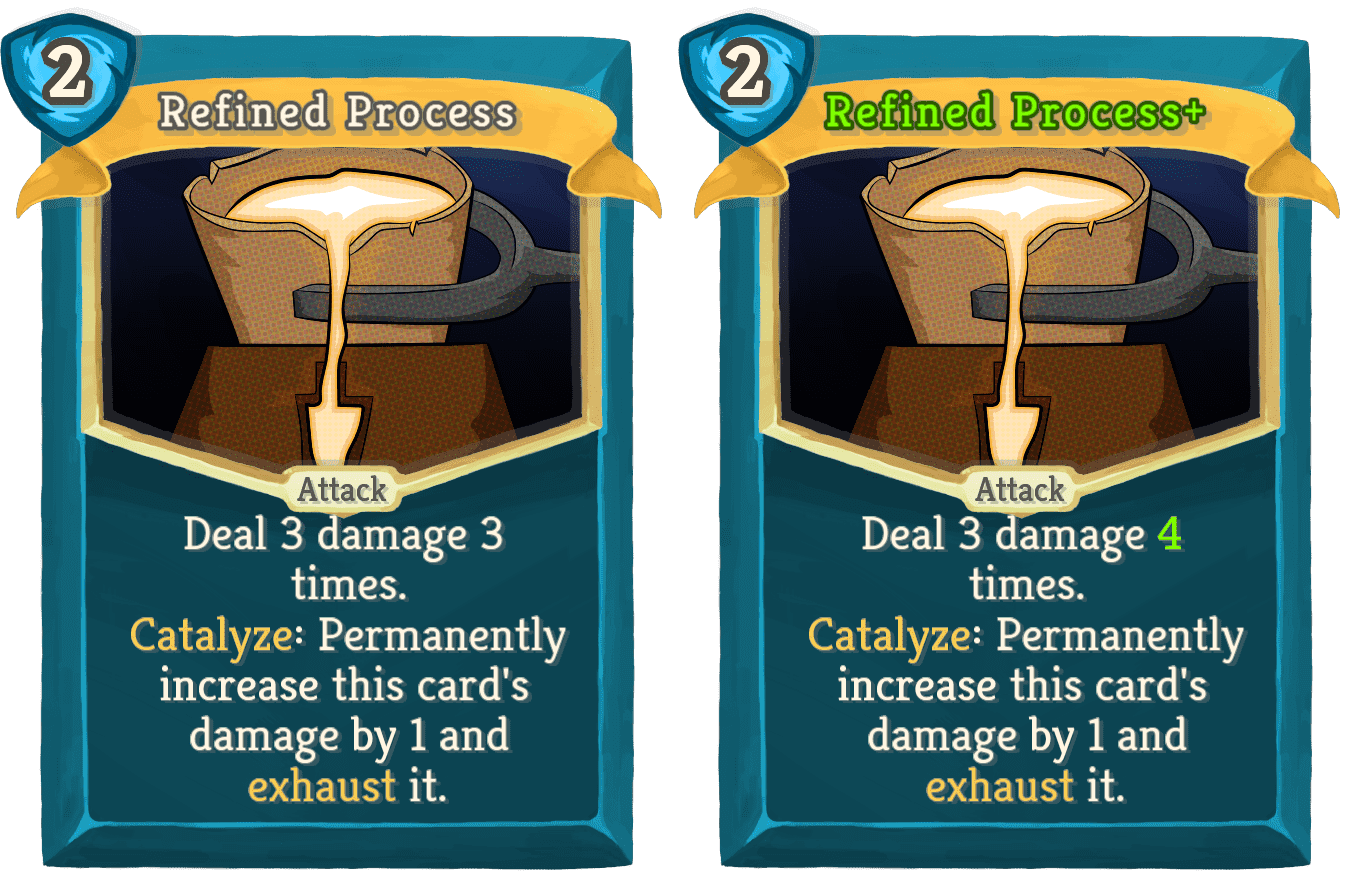 2
Refined Process
Attack
Deal 3 damage 3
times.
Catalyze: Permanently
increase this card's
damage by 1 and
exhaust it.
2
Refined Process+
Attack
Deal 3 damage 4
times.
Catalyze: Permanently
increase this card's
damage by 1 and
exhaust it.